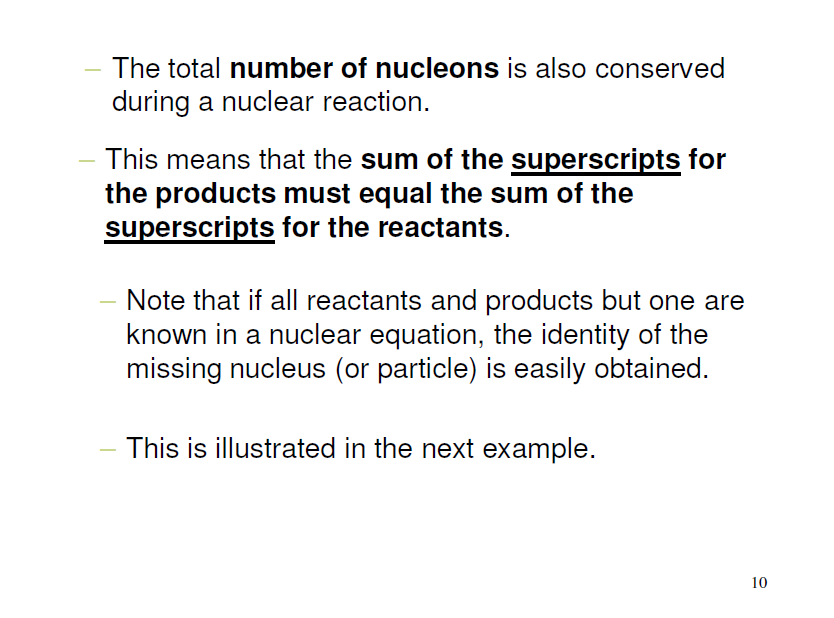 – The total number of nucleons is also conserved
during a nuclear reaction.
– This means that the sum of the superscripts for
the products must equal the sum of the
superscripts for the reactants.
– Note that if all reactants and products but one are
known in a nuclear equation, the identity of the
missing nucleus (or particle) is easily obtained.
– This is illustrated in the next example.
10